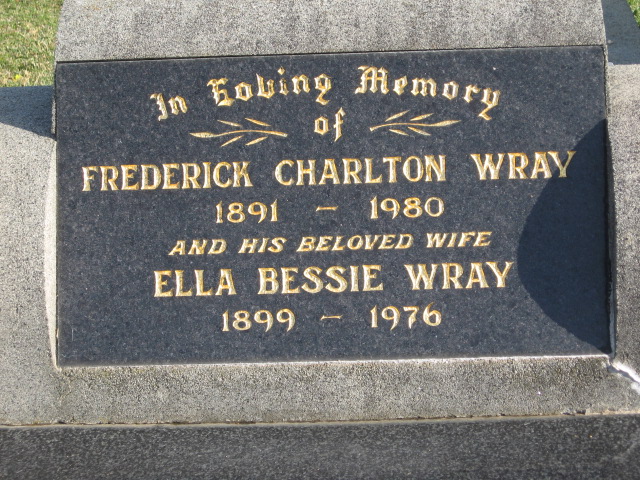 In Loving Memory
of
FREDERICK CHARLTON WRAY
1891 – 1980
AND HIS BELOVED WIFE
ELLA BESSIE WRAY
1899 – 1976